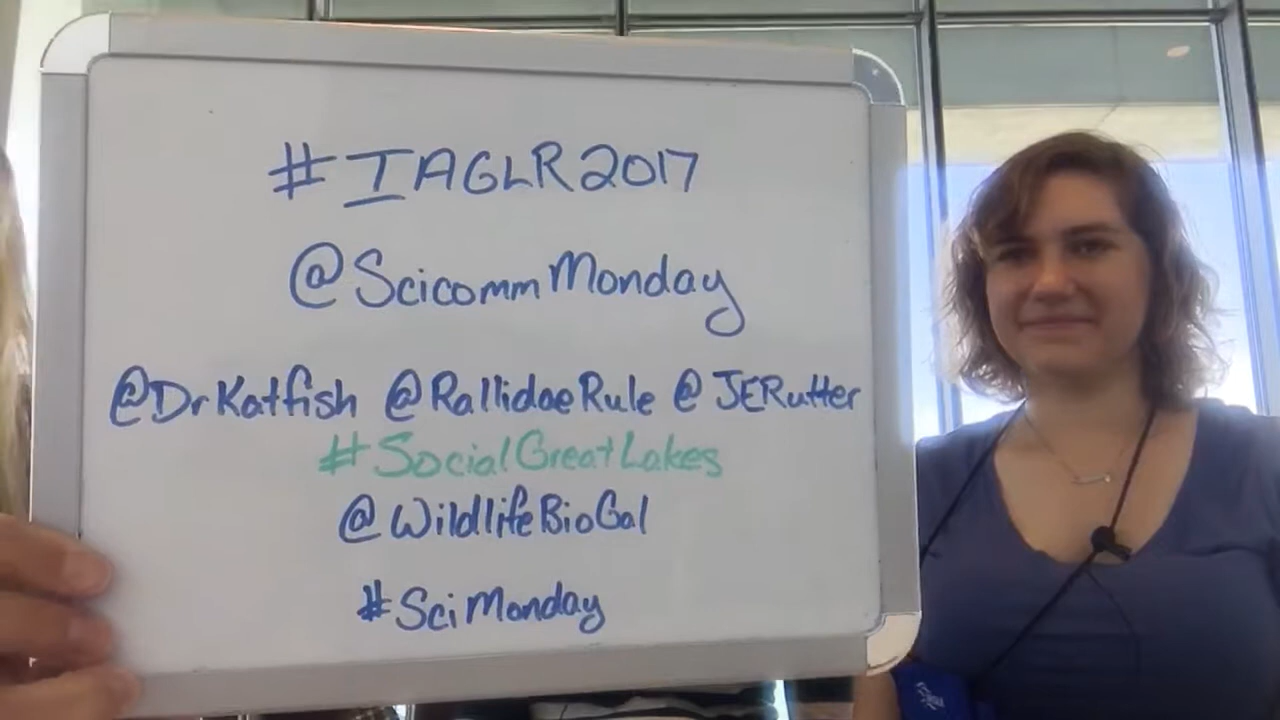 #IAGLR2017
@ScicommMonday
@DrKatfish @RallidaeRule @JERutter
#SocialGreatLakes
@WildlifeBioGal
#SciMonday